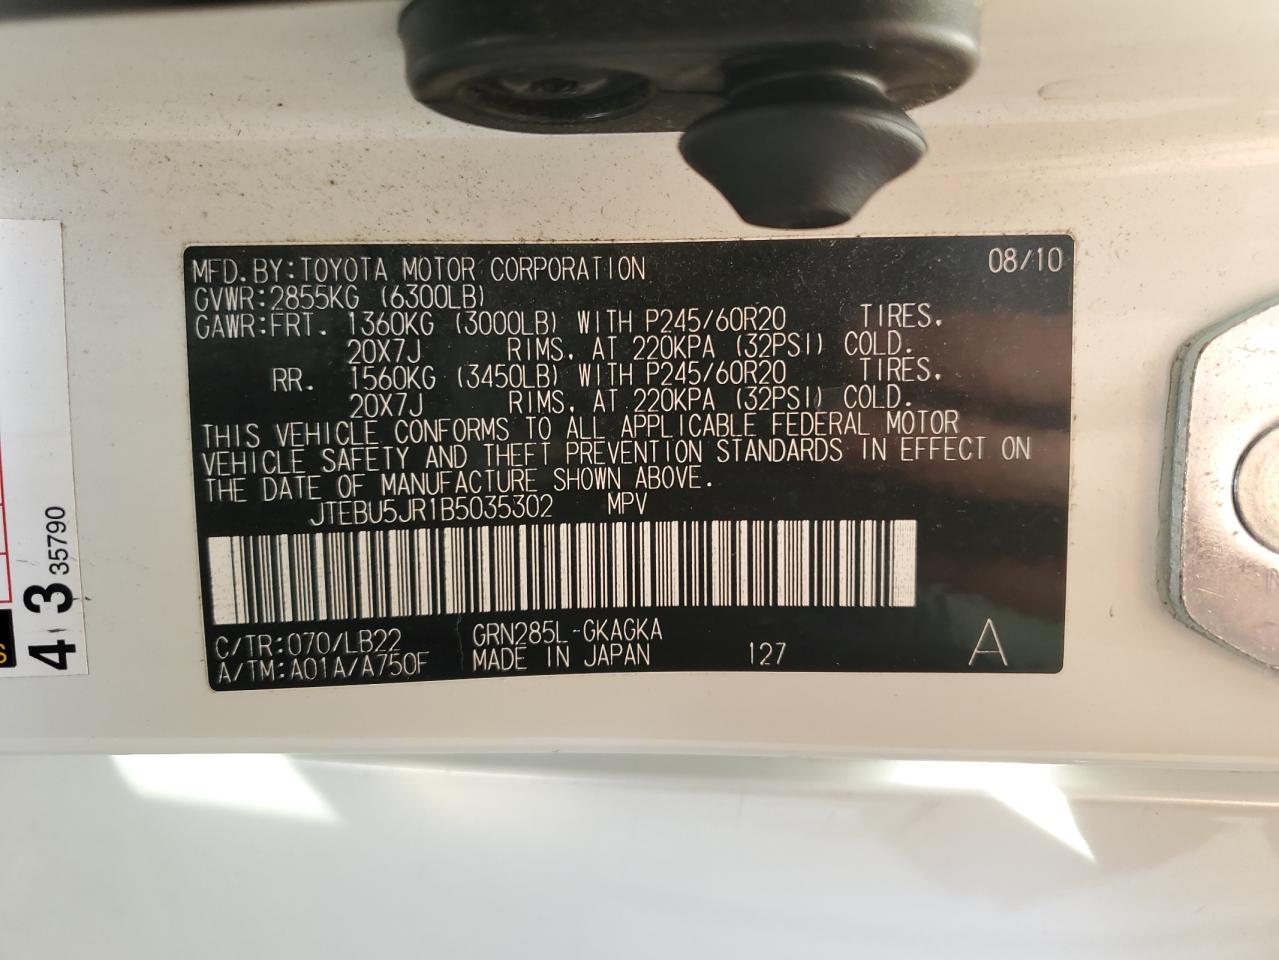 MFD.BY:TOYOTA MOTOR CORPORATION 08/10
GVWR:2855KG (6300LB)
GAWR:FRT. 1360KG (3000LB) WITH P245/60R20 TIRES.
20X7J RIMS. AT 220KPA (32PSI) COLD.
RR. 1560KG (3450LB) WITH P245/60R20 TIRES.
20X7J RIMS. AT 220KPA (32PSI) COLD.
THIS VEHICLE CONFORMS TO ALL APPLICABLE FEDERAL MOTOR
VEHICLE SAFETY AND THEFT PREVENTION STANDARDS IN EFFECT ON
THE DATE OF MANUFACTURE SHOWN ABOVE.
JTEBU5JR1B5035302 MPV
C/TR:070/LB22 GRN285L-GKAGKA
A/TM:A01A/A750F MADE IN JAPAN 127 A
4 3 35790